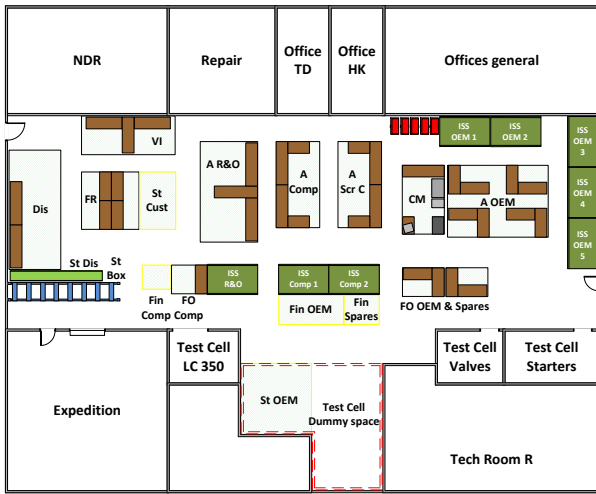 NDR
Repair
Office
TD
Office
HK
Offices general
ISS
OEM 1
ISS
OEM 2
ISS
OEM
3
VI
A R&O
A
Comp
A
Scr C
FR
St
Cust
Dis
CM
A OEM
ISS
OEM
4
ISS
OEM 5
St Dis
St
Box
Fin
Comp
FO
Comp
ISS
R&O
ISS
Comp 1
ISS
Comp 2
Fin OEM
Fin
Spares
FO OEM & Spares
Test Cell
LC 350
Test Cell
Valves
Test Cell
Starters
Expedition
St OEM
Test Cell
Dummy space
Tech Room R